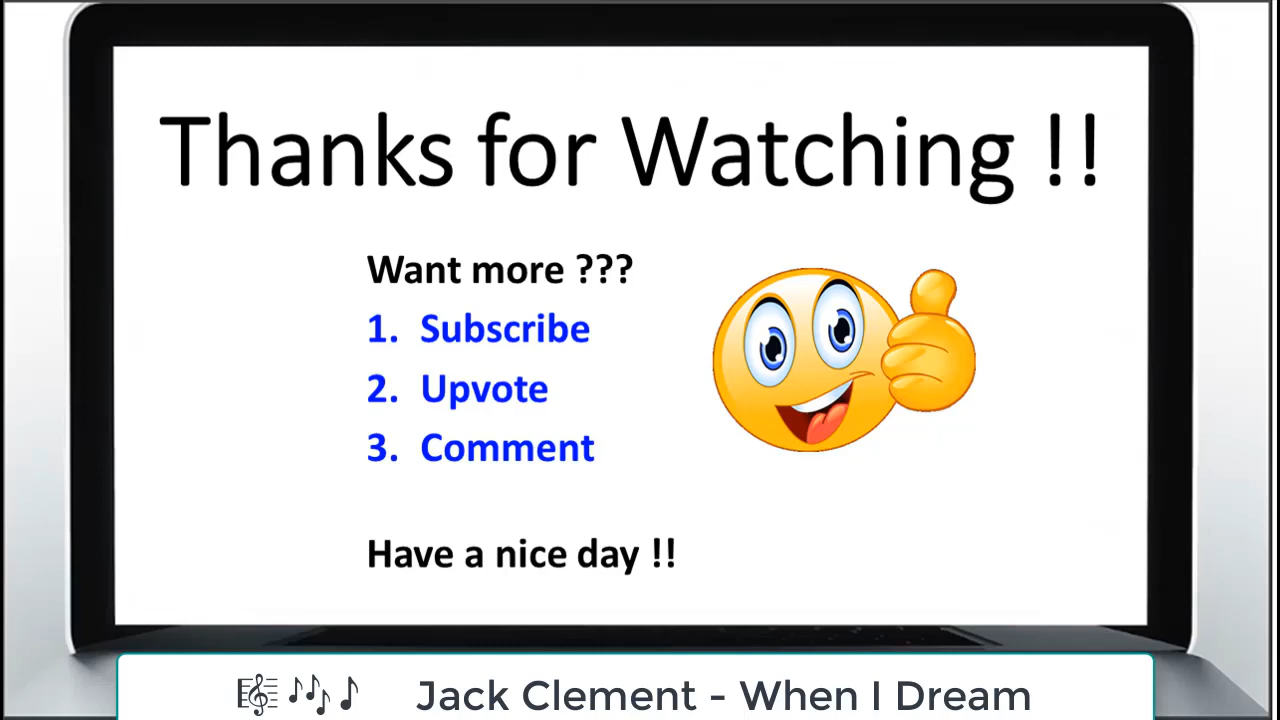 Thanks for Watching !!
Want more ???
1. Subscribe
2. Upvote
3. Comment
Have a nice day !!
Jack Clement - When I Dream